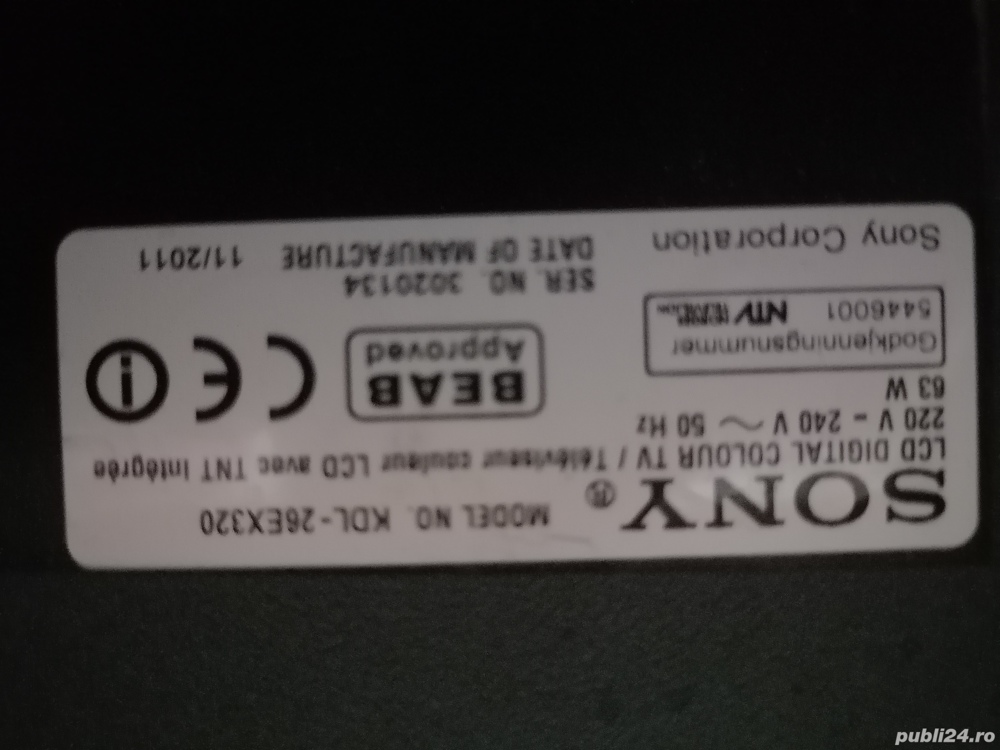 SONY® MODEL NO. KDL-26EX320
LCD DIGITAL COLOUR TV / Téléviseur couleur LCD avec TNT intégrée
220 V - 240 V ~ 50 Hz
63 W
Godkjenningsnummer
5446001 NTV
BEAB
Approved
CE
i
SER. NO. 3020134
DATE OF MANUFACTURE 11/2011
Sony Corporation
publi24.ro